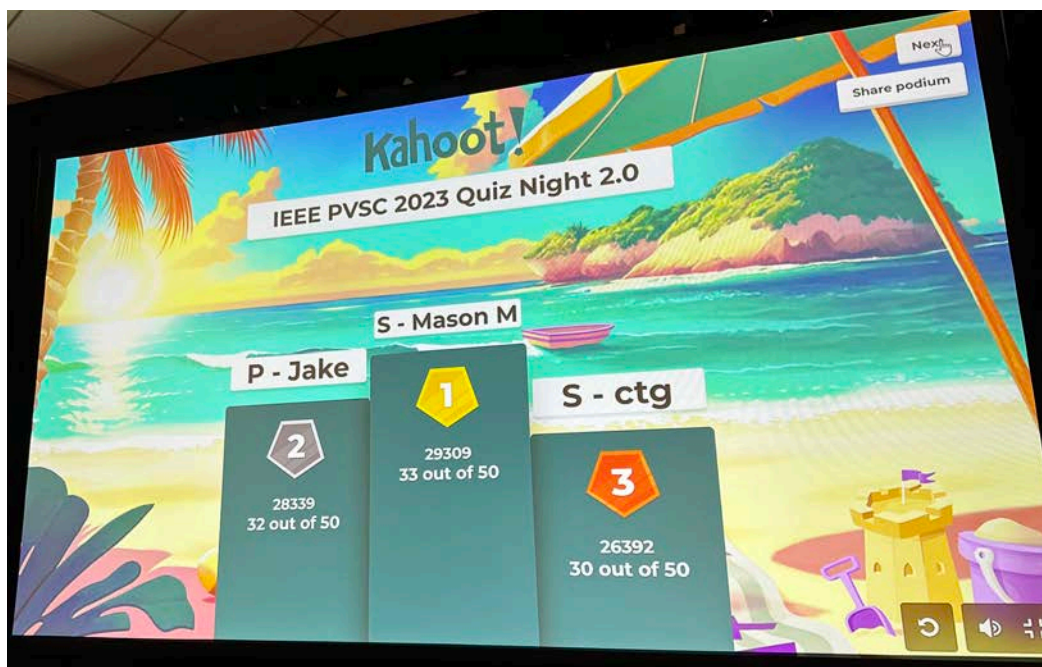 Next
Share podium
Kahoot!
IEEE PVSC 2023 Quiz Night 2.0
S - Mason M
P - Jake
S - ctg
1
29309
33 out of 50
2
28339
32 out of 50
3
26392
30 out of 50